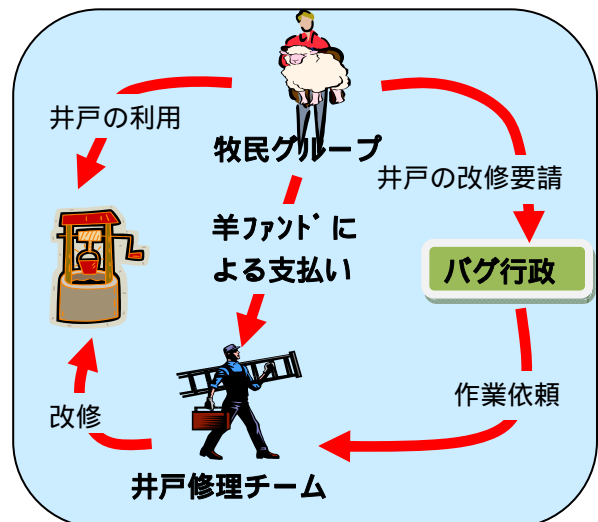 井戸の利用
牧民グループ
井戸の改修要請
羊ファンドに
よる支払い
バグ行政
作業依頼
改修
井戸修理チーム